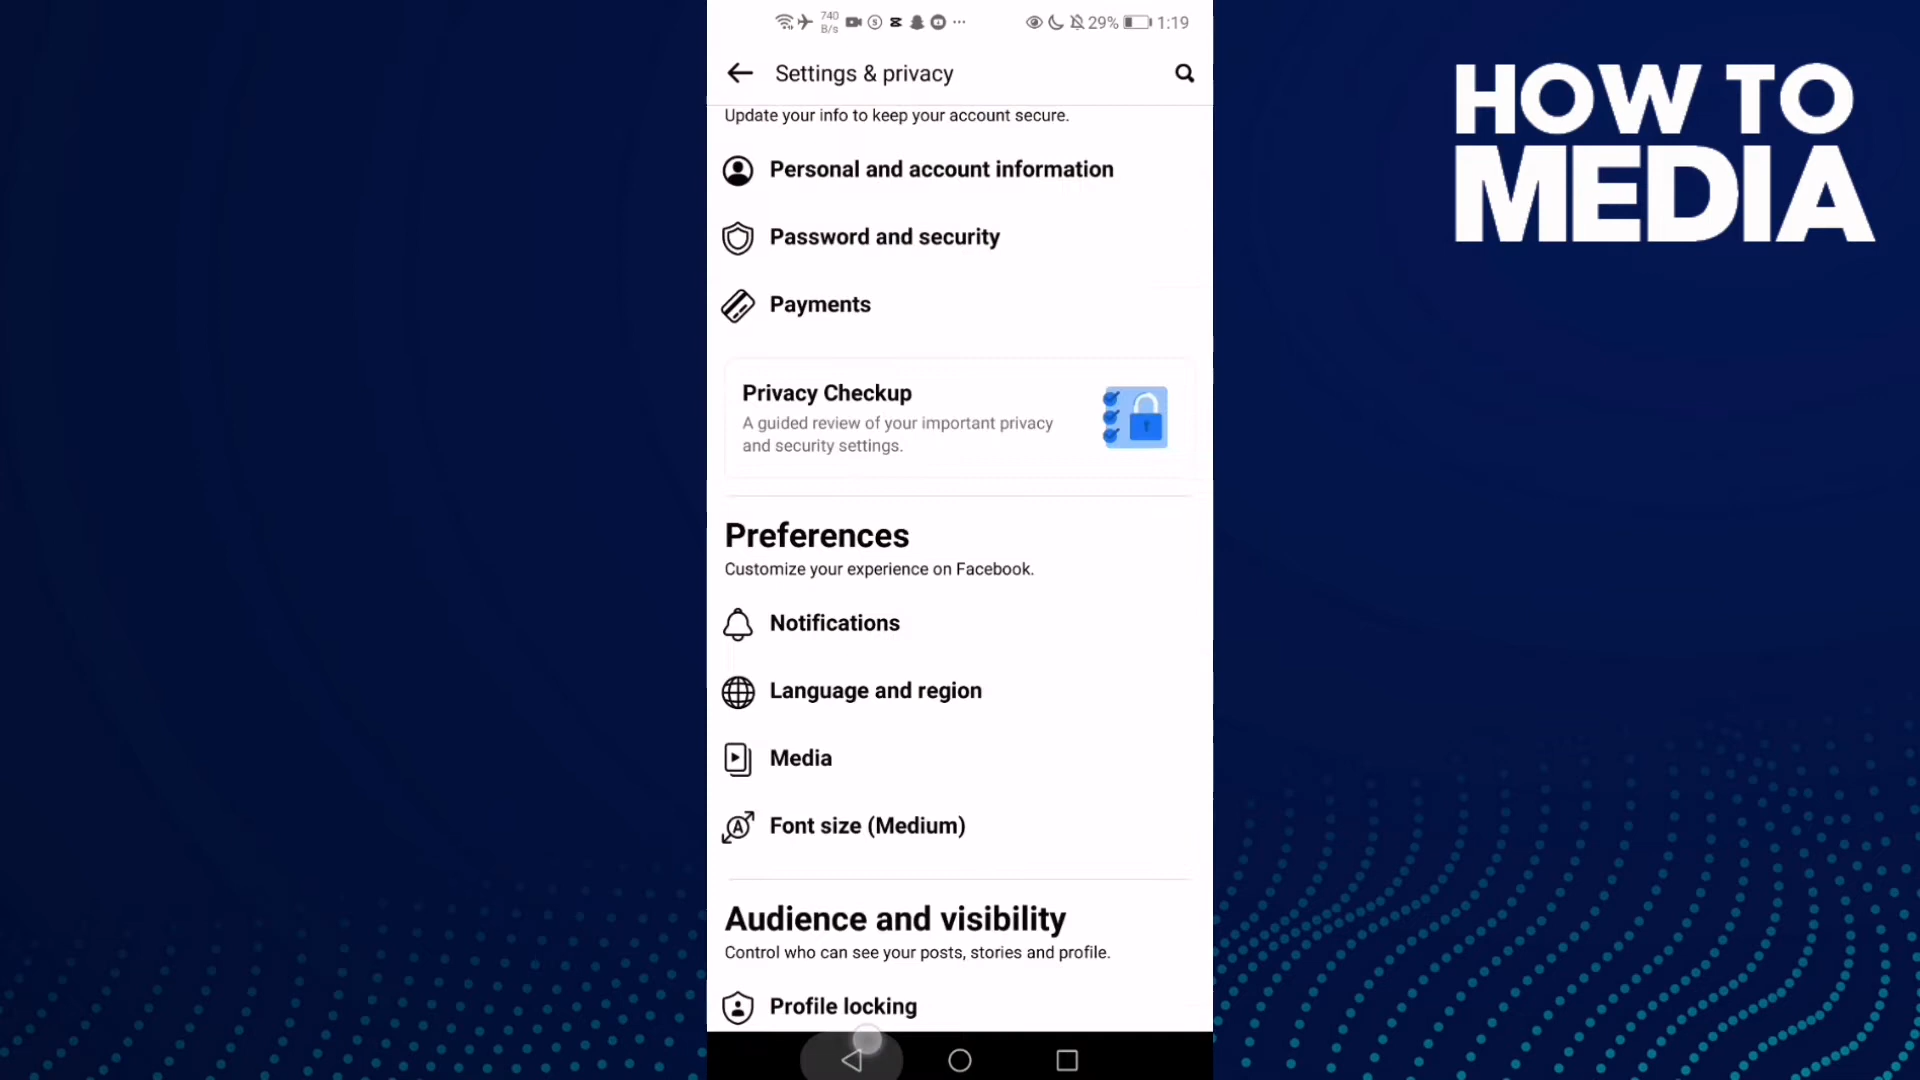 740
B/s
29%
1:19
Settings & privacy
Update your info to keep your account secure.
Personal and account information
Password and security
Payments
Privacy Checkup
A guided review of your important privacy
and security settings.
Preferences
Customize your experience on Facebook.
Notifications
Language and region
Media
Font size (Medium)
Audience and visibility
Control who can see your posts, stories and profile.
Profile locking
HOW TO
MEDIA